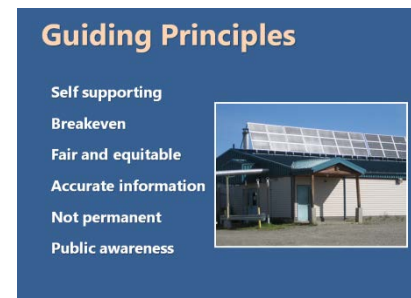 Guiding Principles
Self supporting
Breakeven
Fair and equitable
Accurate information
Not permanent
Public awareness